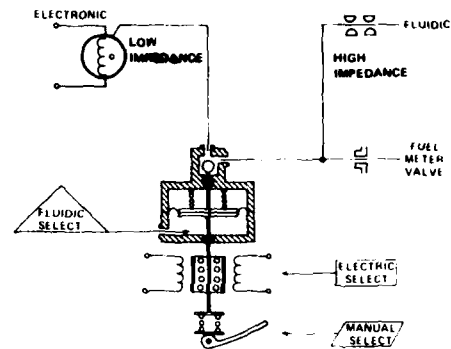 ELECTRONIC
LOW
IMPEDANCE
FLUIDIC
HIGH
IMPEDANCE
FUEL
METER
VALVE
FLUIDIC
SELECT
ELECTRIC
SELECT
MANUAL
SELECT